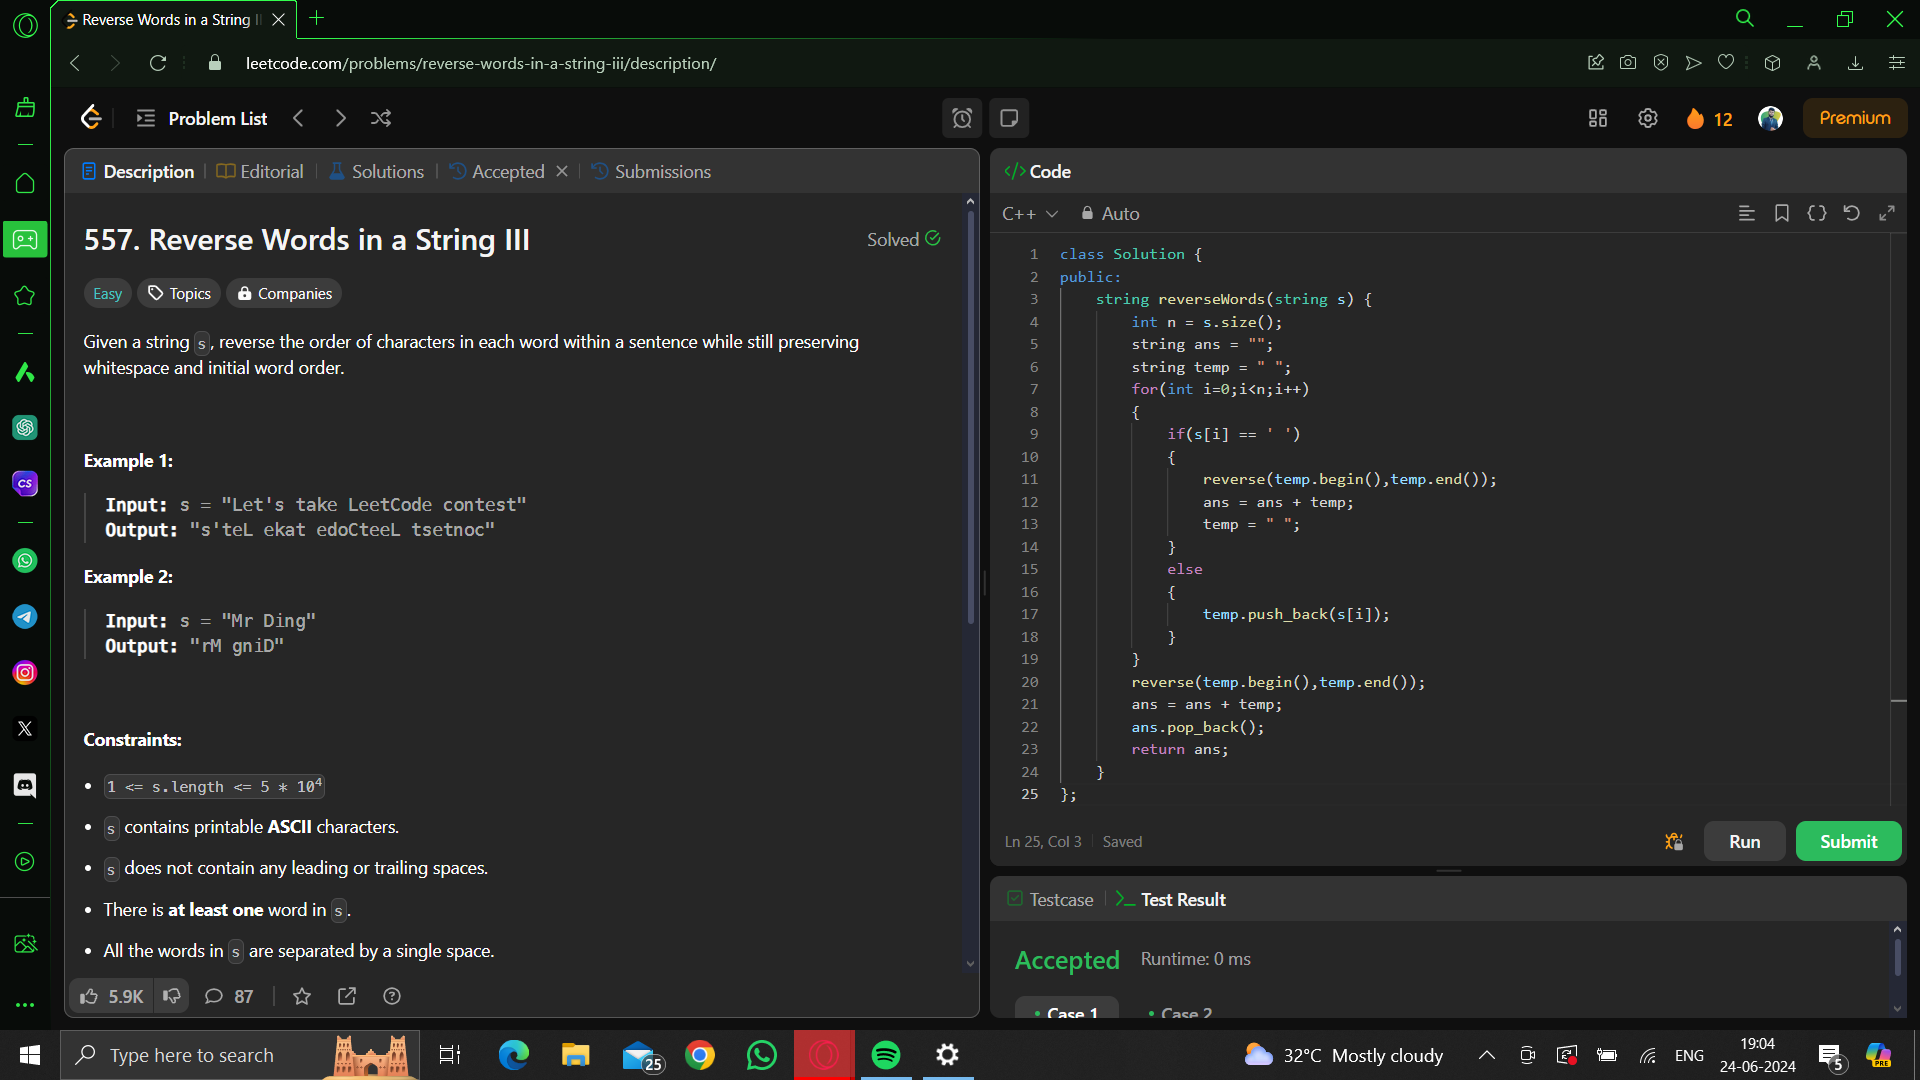 Reverse Words in a String I
leetcode.com/problems/reverse-words-in-a-string-iii/description/
Problem List
12
Premium
Description
Editorial
Solutions
Accepted
Submissions
557. Reverse Words in a String III
Solved
Easy
Topics
Companies
Given a string s, reverse the order of characters in each word within a sentence while still preserving
whitespace and initial word order.
Example 1:
Input: s = "Let's take LeetCode contest"
Output: "s'teL ekat edoCteeL tsetnoc"
Example 2:
Input: s = "Mr Ding"
Output: "rM gniD"
Constraints:
1 <= s.length <= 5 * 10⁴
s contains printable ASCII characters.
s does not contain any leading or trailing spaces.
There is at least one word in s.
All the words in s are separated by a single space.
5.9K
87
CS
</> Code
C++
Auto
1 class Solution {
2 public:
3 string reverseWords(string s) {
4 int n = s.size();
5 string ans = "";
6 string temp = " ";
7 for(int i=0;i<n;i++)
8 {
9 if(s[i] == ' ')
10 {
11 reverse(temp.begin(),temp.end());
12 ans = ans + temp;
13 temp = " ";
14 }
15 else
16 {
17 temp.push_back(s[i]);
18 }
19 }
20 reverse(temp.begin(),temp.end());
21 ans = ans + temp;
22 ans.pop_back();
23 return ans;
24 }
25 };
Ln 25, Col 3
Saved
Run
Submit
Testcase
Test Result
Accepted
Runtime: 0 ms
Case 1
Case 2
Type here to search
25
32°C Mostly cloudy
ENG
19:04
24-06-2024
5
PRE